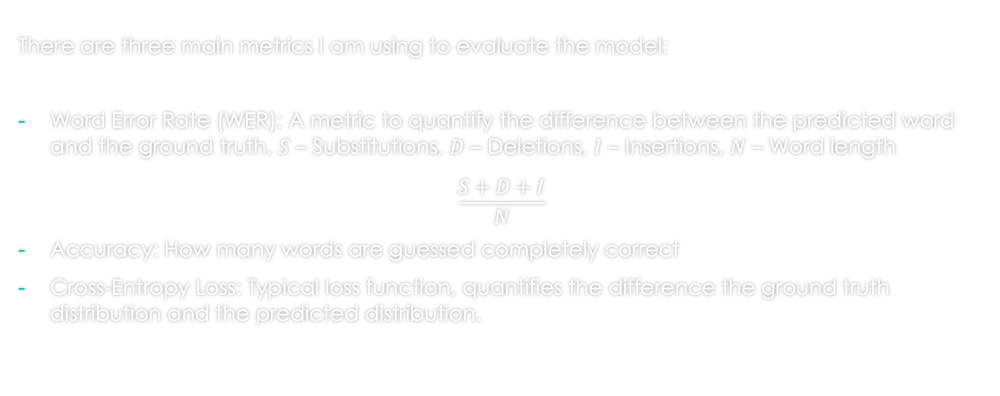 There are three main metrics I am using to evaluate the model:
- Word Error Rate (WER): A metric to quantify the difference between the predicted word
and the ground truth. S – Substitutions, D – Deletions, I – Insertions, N – Word length
S + D + I
N
- Accuracy: How many words are guessed completely correct
- Cross-Entropy Loss: Typical loss function, quantifies the difference the ground truth
distribution and the predicted distribution.